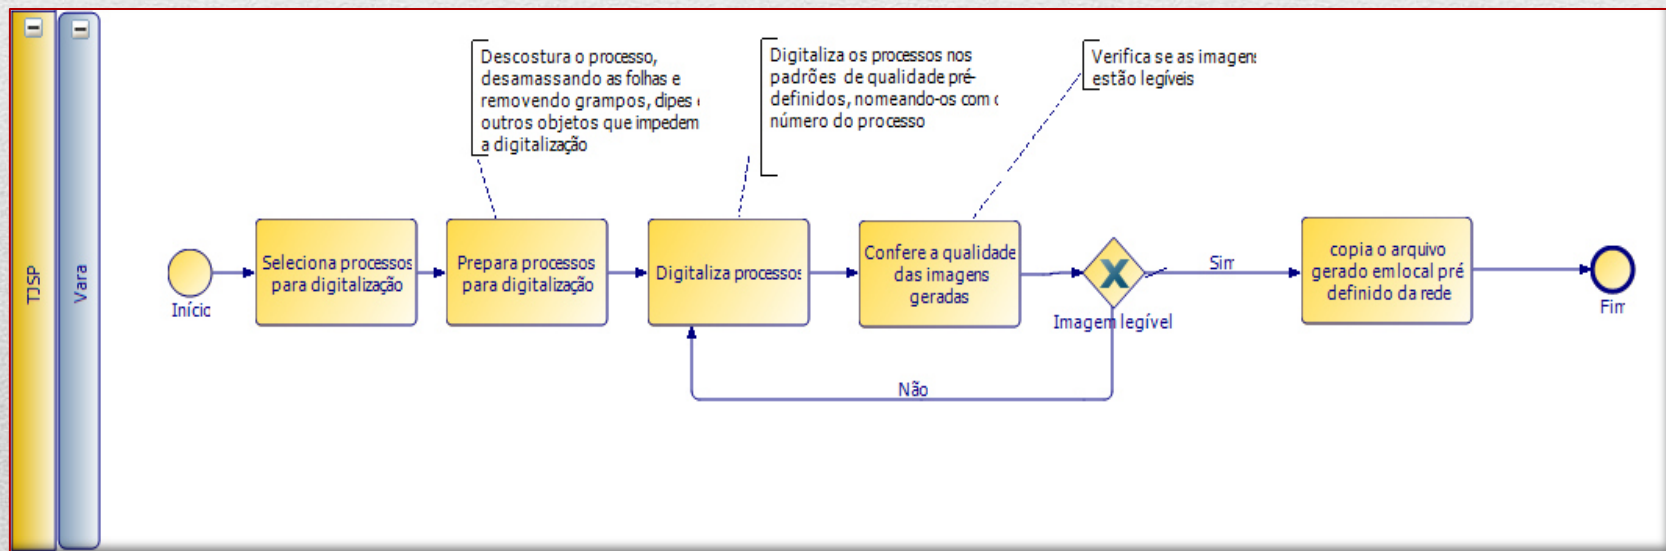 TJSP
Vara
Descostura o processo,
desamassando as folhas e
removendo grampos, clipes
outros objetos que impedem
a digitalização
Digitaliza os processos nos
padrões de qualidade pré-
definidos, nomeando-os com
número do processo
Verifica se as imagens
estão legíveis
Início
Seleciona processos
para digitalização
Prepara processos
para digitalização
Digitaliza processos
Confere a qualidade
das imagens
geradas
Imagem legível
Sim
Não
copia o arquivo
gerado em local pré
definido da rede
Fim